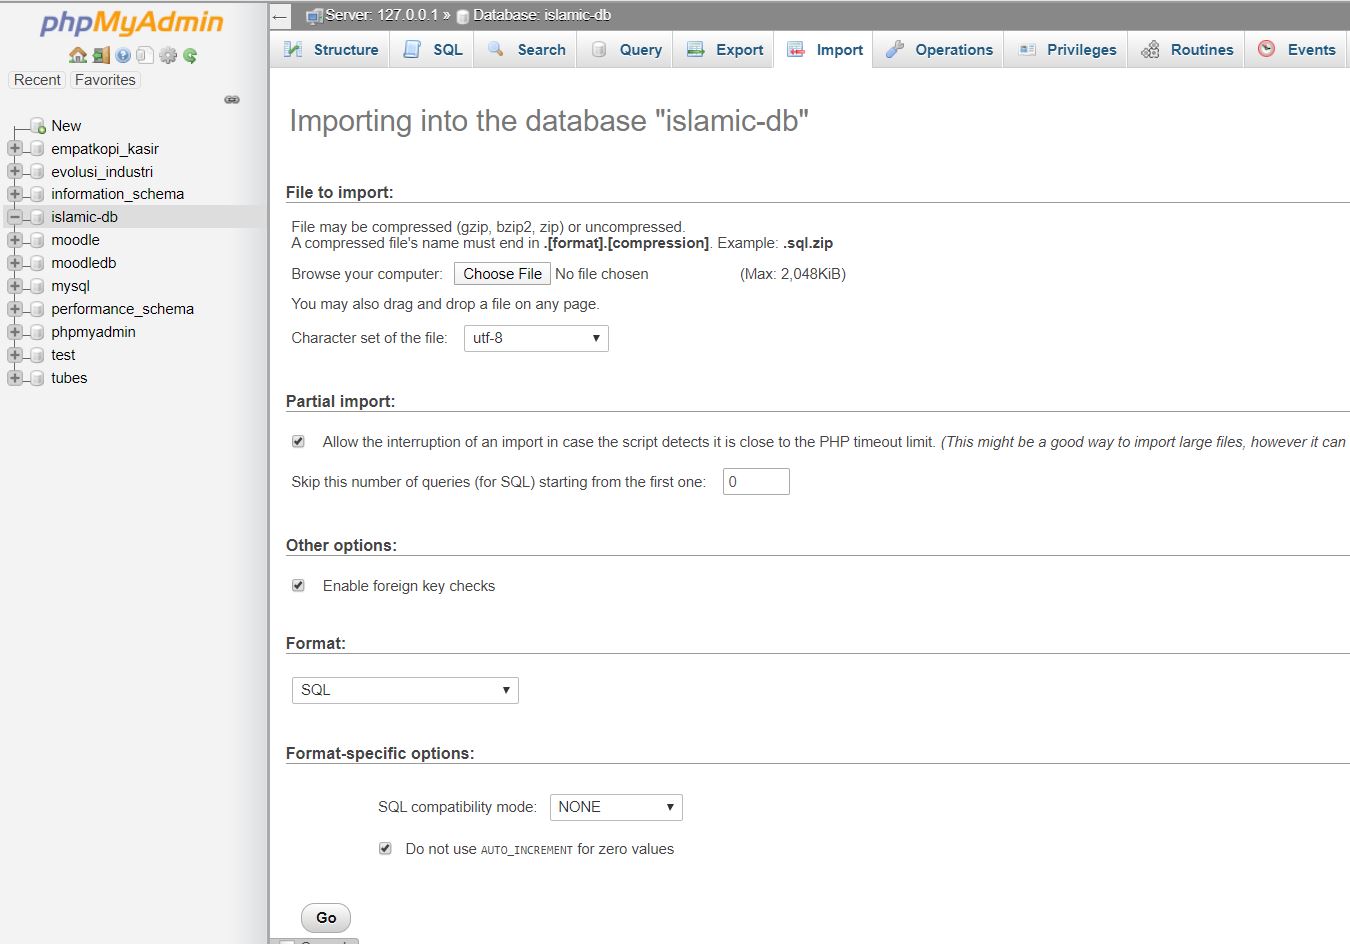 phpMyAdmin
Recent Favorites
New
empatkopi_kasir
evolusi_industri
information_schema
islamic-db
moodle
moodledb
mysql
performance_schema
phpmyadmin
test
tubes
Server: 127.0.0.1 » Database: islamic-db
Structure SQL Search Query Export Import Operations Privileges Routines Events
Importing into the database "islamic-db"
File to import:
File may be compressed (gzip, bzip2, zip) or uncompressed.
A compressed file's name must end in .[format].[compression]. Example: .sql.zip
Browse your computer: Choose File No file chosen (Max: 2,048KiB)
You may also drag and drop a file on any page.
Character set of the file: utf-8
Partial import:
Allow the interruption of an import in case the script detects it is close to the PHP timeout limit. (This might be a good way to import large files, however it can
Skip this number of queries (for SQL) starting from the first one: 0
Other options:
Enable foreign key checks
Format:
SQL
Format-specific options:
SQL compatibility mode: NONE
Do not use AUTO_INCREMENT for zero values
Go